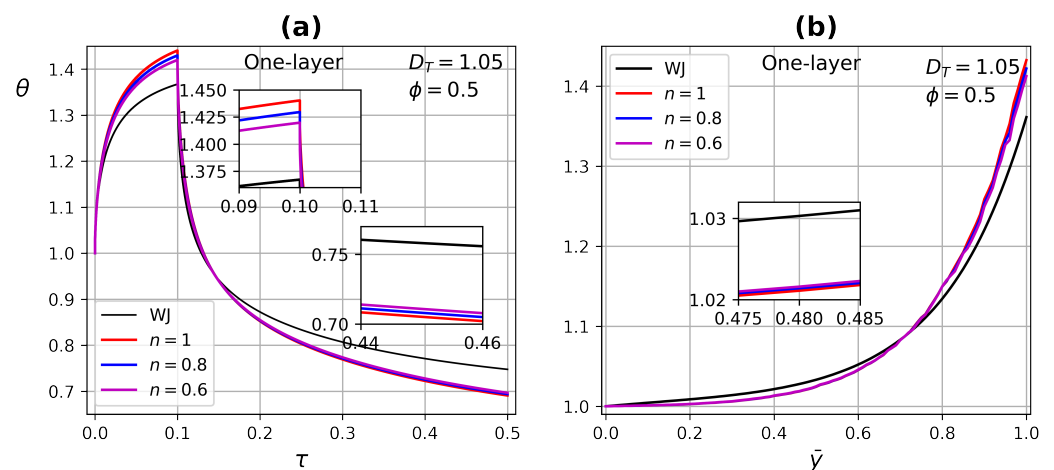 (a)
One-layer
D_T = 1.05
ϕ = 0.5
θ
1.4
1.3
1.2
1.1
1.0
0.9
0.8
0.7
1.450
1.425
1.400
1.375
0.09 0.10 0.11
0.75
0.70
0.44 0.46
WJ
n = 1
n = 0.8
n = 0.6
0.0 0.1 0.2 0.3 0.4 0.5
τ
(b)
WJ
n = 1
n = 0.8
n = 0.6
One-layer
D_T = 1.05
ϕ = 0.5
1.4
1.3
1.2
1.1
1.0
1.03
1.02
0.475 0.480 0.485
0.0 0.2 0.4 0.6 0.8 1.0
ȳ